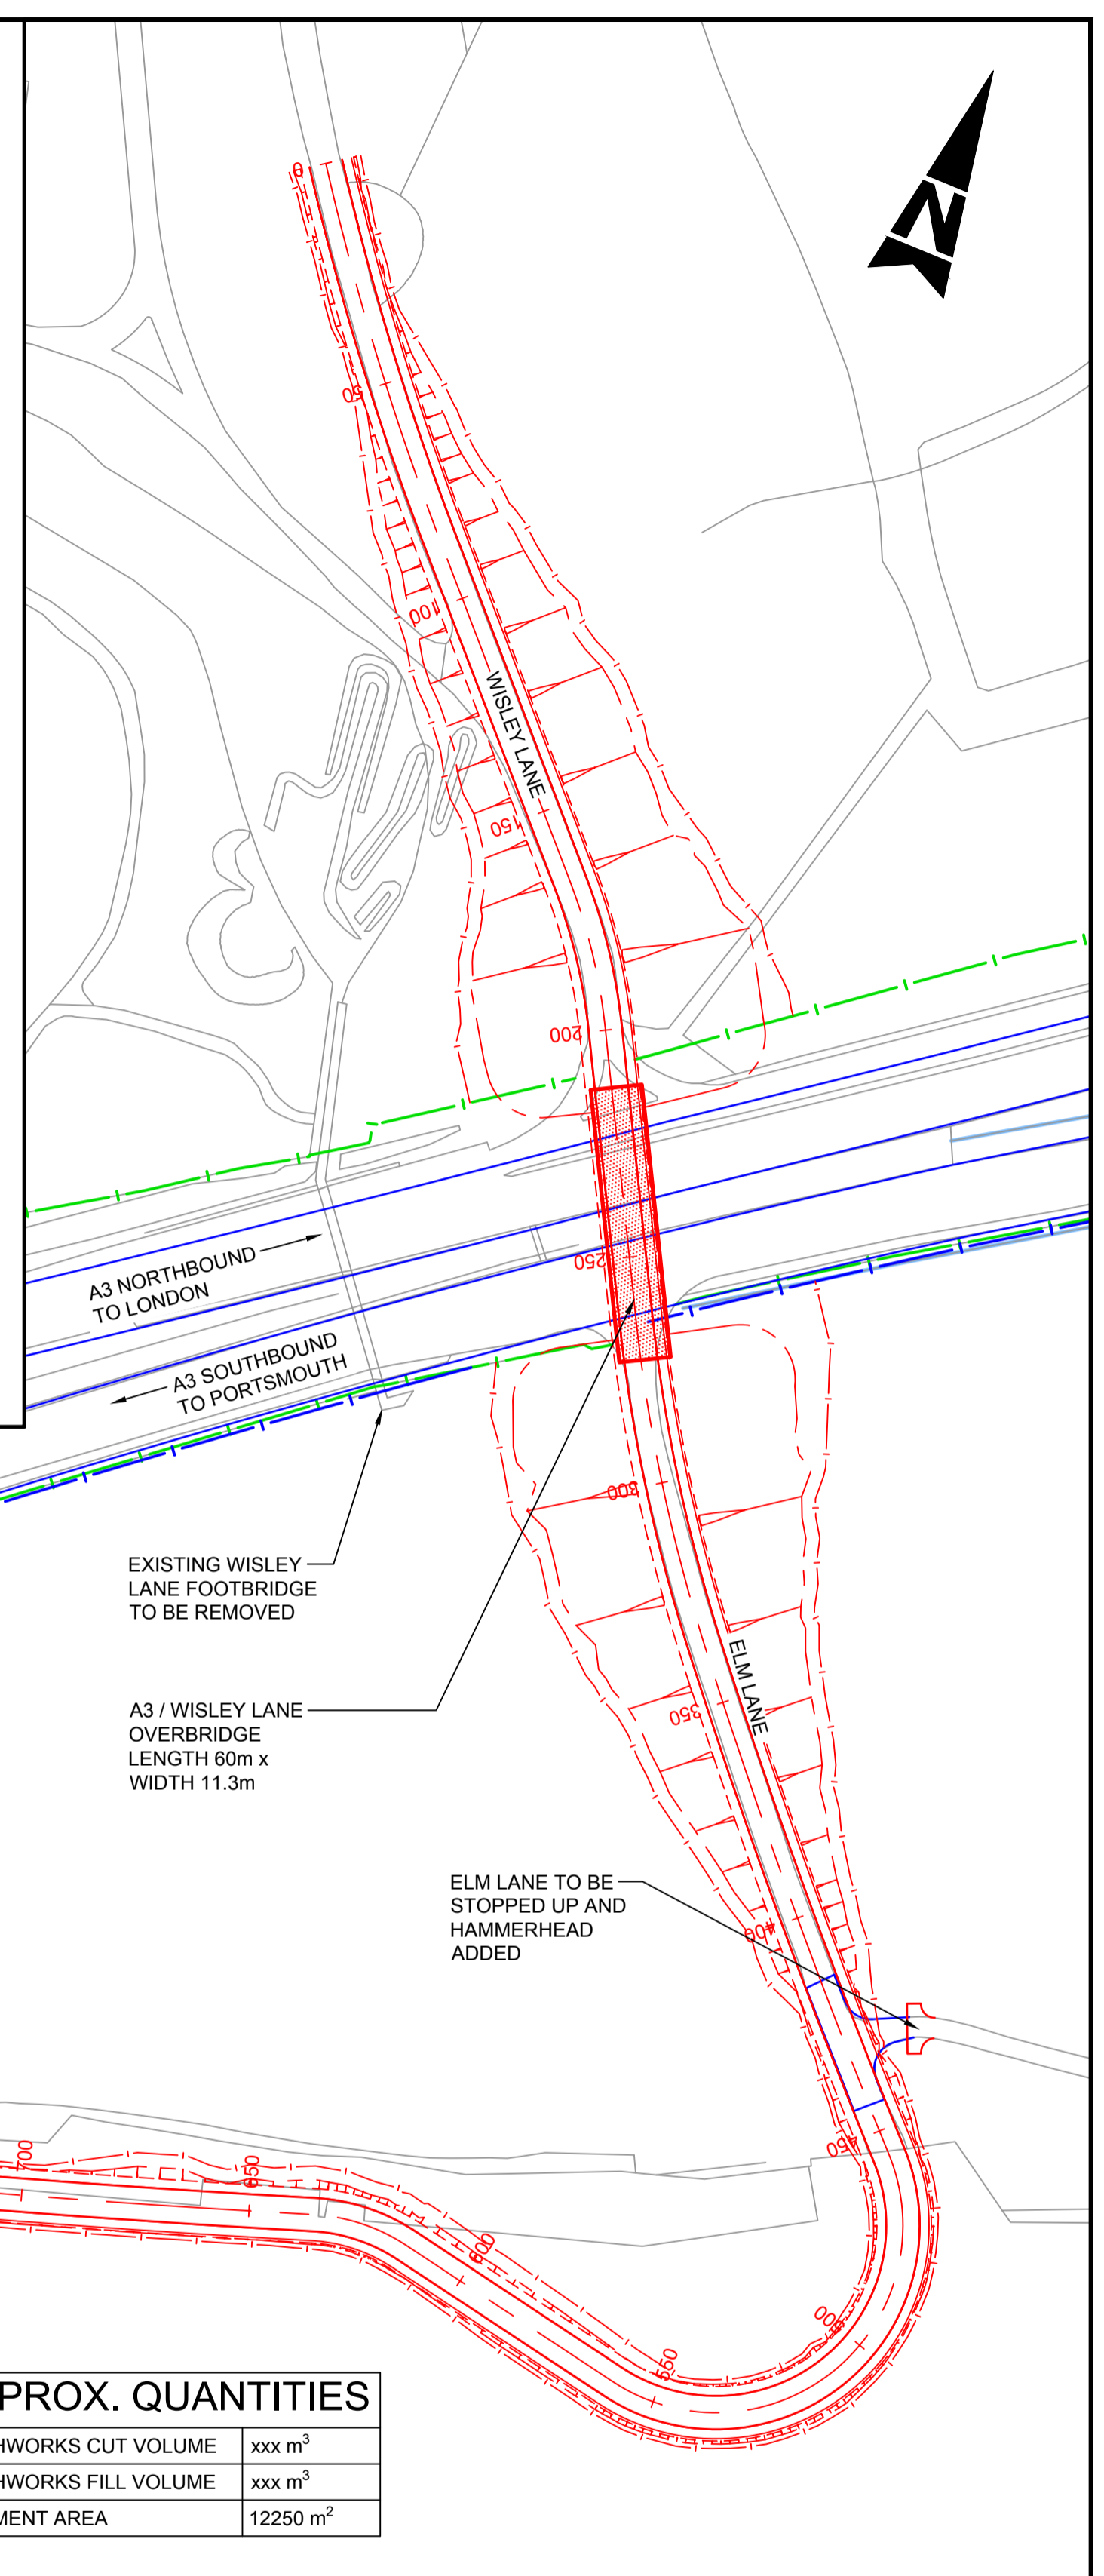 N
0
50
100
WISLEY LANE
150
200
250
A3 NORTHBOUND
TO LONDON
A3 SOUTHBOUND
TO PORTSMOUTH
300
EXISTING WISLEY
LANE FOOTBRIDGE
TO BE REMOVED
ELM LANE
A3 / WISLEY LANE
OVERBRIDGE
LENGTH 60m x
WIDTH 11.3m
350
ELM LANE TO BE
STOPPED UP AND
HAMMERHEAD
ADDED
400
450
700
650
600
500
550
PROX. QUANTITIES
HWORKS CUT VOLUME xxx m³
HWORKS FILL VOLUME xxx m³
MENT AREA 12250 m²